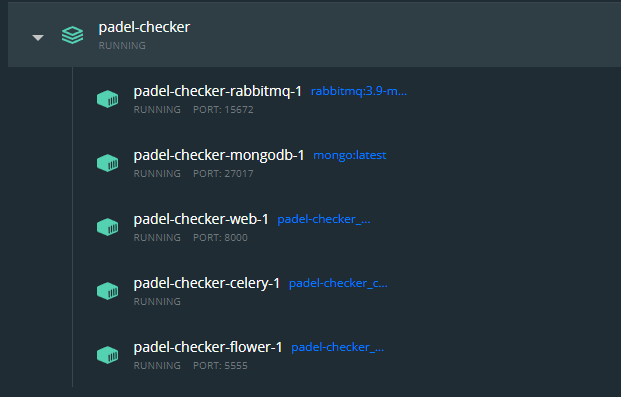 padel-checker
RUNNING
padel-checker-rabbitmq-1 rabbitmq:3.9-m...
RUNNING PORT: 15672
padel-checker-mongodb-1 mongo:latest
RUNNING PORT: 27017
padel-checker-web-1 padel-checker_...
RUNNING PORT: 8000
padel-checker-celery-1 padel-checker_c...
RUNNING
padel-checker-flower-1 padel-checker_...
RUNNING PORT: 5555